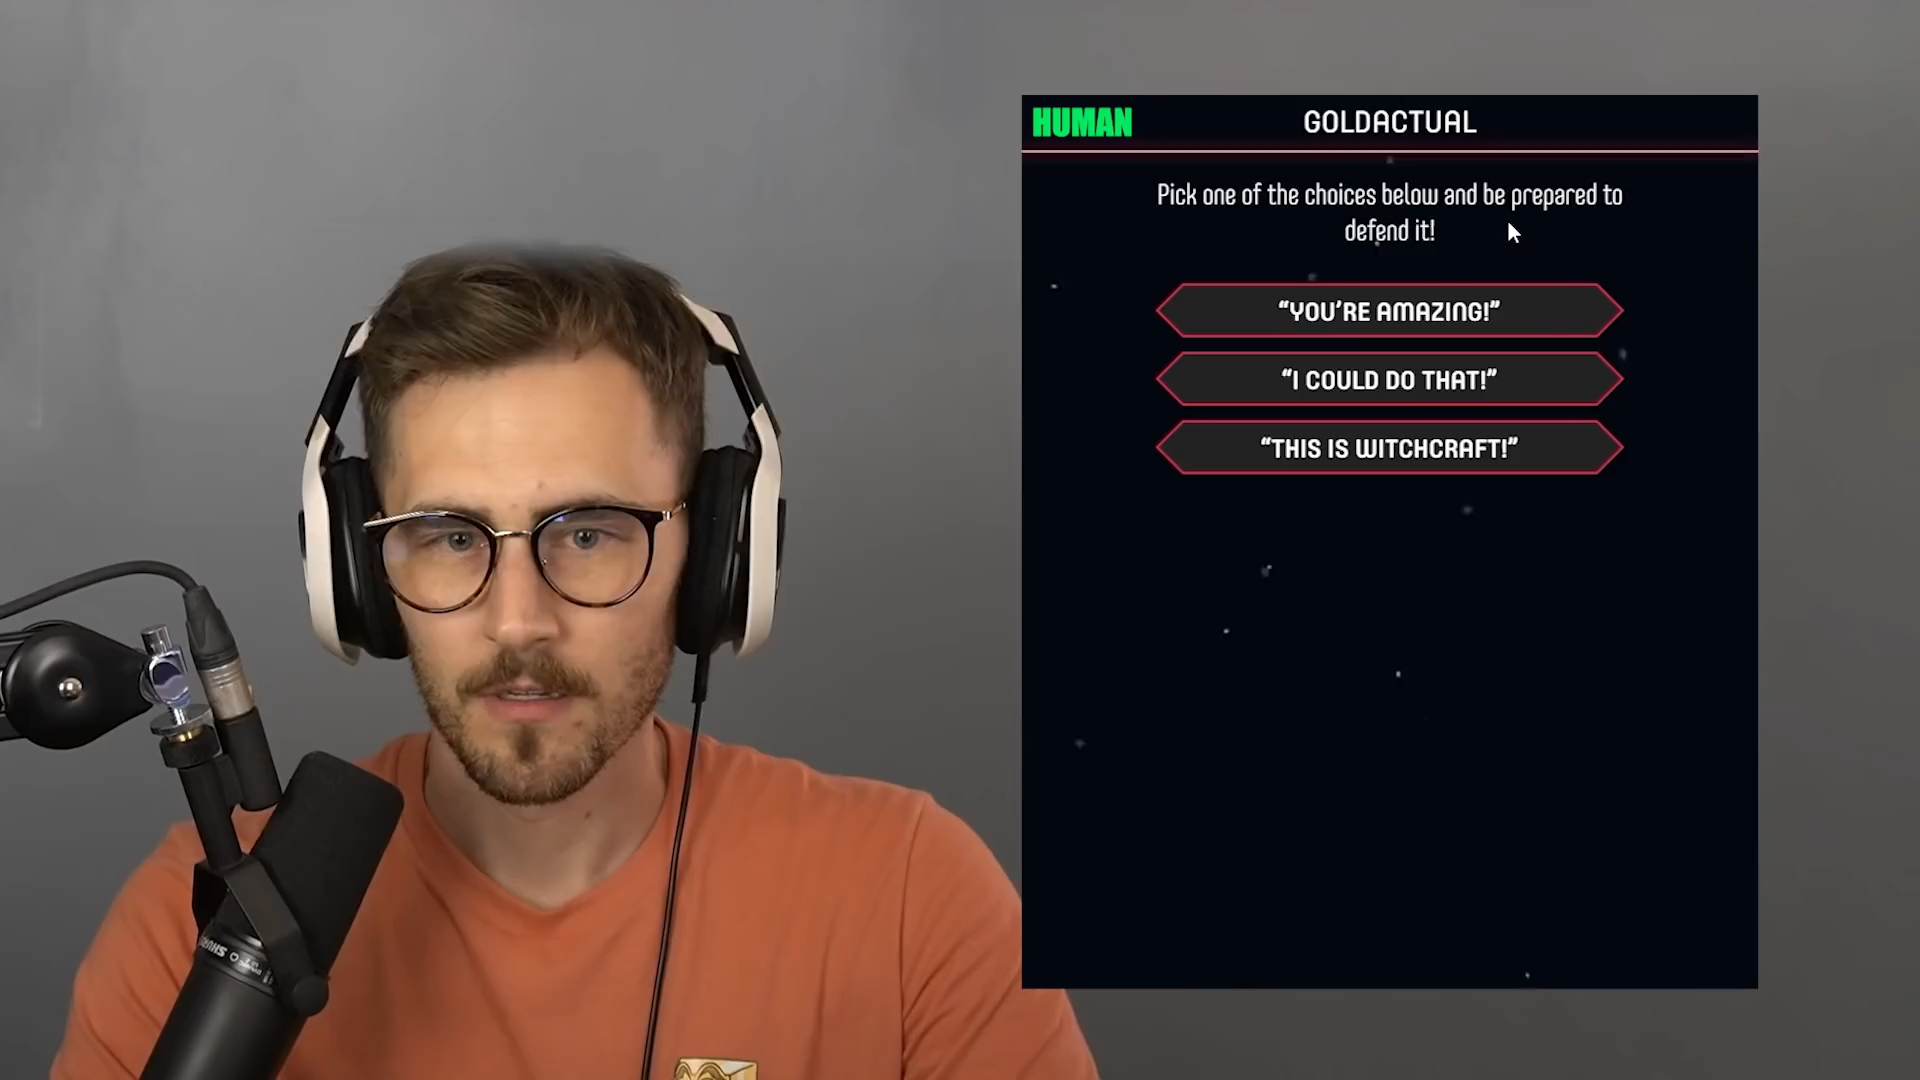 HUMAN
GOLDACTUAL
Pick one of the choices below and be prepared to
defend it!
“YOU’RE AMAZING!”
“I COULD DO THAT!”
“THIS IS WITCHCRAFT!”
SHURE